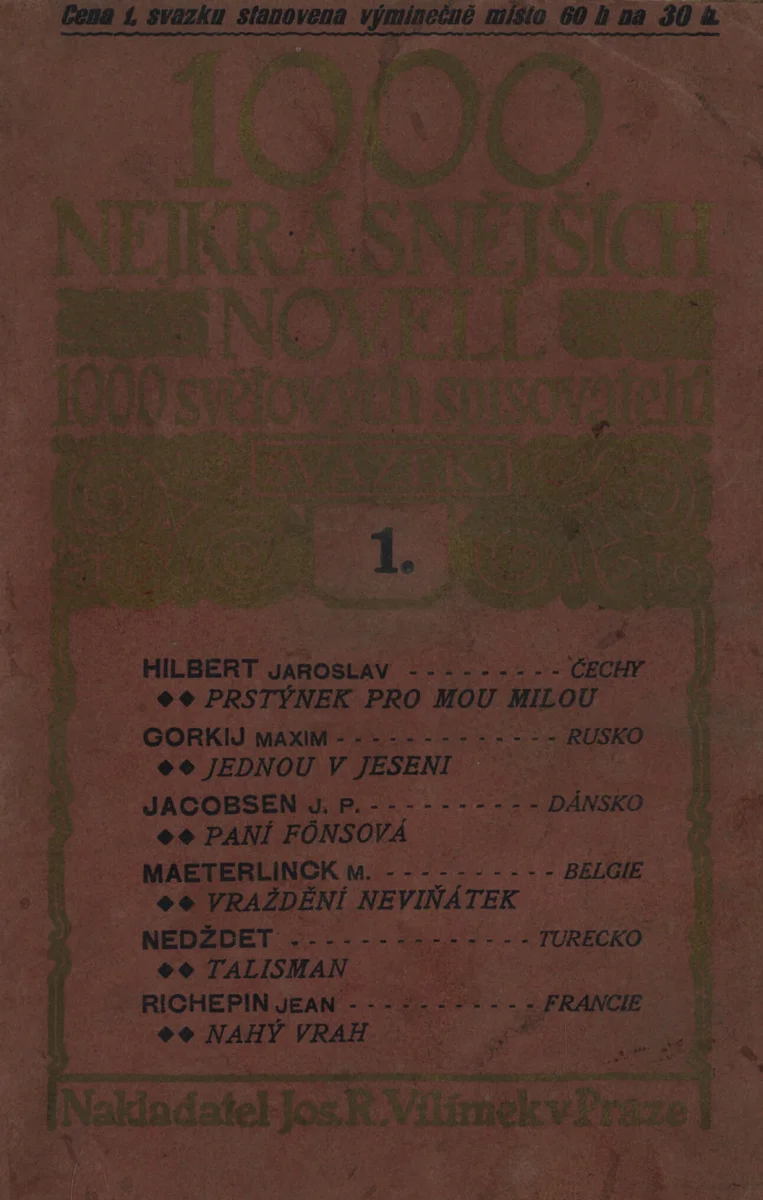 Cena 1. svazku stanovena výminečně místo 60 h na 30 h.
1000
NEJKRÁSNĚJŠÍCH
NOVELL
1000 světových spisovatelů
SVAZEK
1.
HILBERT JAROSLAV - - - - - - - - - - ČECHY
◆◆ PRSTÝNEK PRO MOU MILOU
GORKIJ MAXIM - - - - - - - - - - - - - RUSKO
◆◆ JEDNOU V JESENI
JACOBSEN J. P. - - - - - - - - - - - DÁNSKO
◆◆ PANÍ FÖNSOVÁ
MAETERLINCK M. - - - - - - - - - - BELGIE
◆◆ VRAŽDĚNÍ NEVIŇÁTEK
NEDŽDET - - - - - - - - - - - - - - TURECKO
◆◆ TALISMAN
RICHEPIN JEAN - - - - - - - - - - - FRANCIE
◆◆ NAHÝ VRAH
Nakladatel Jos. R. Vilímek v Praze